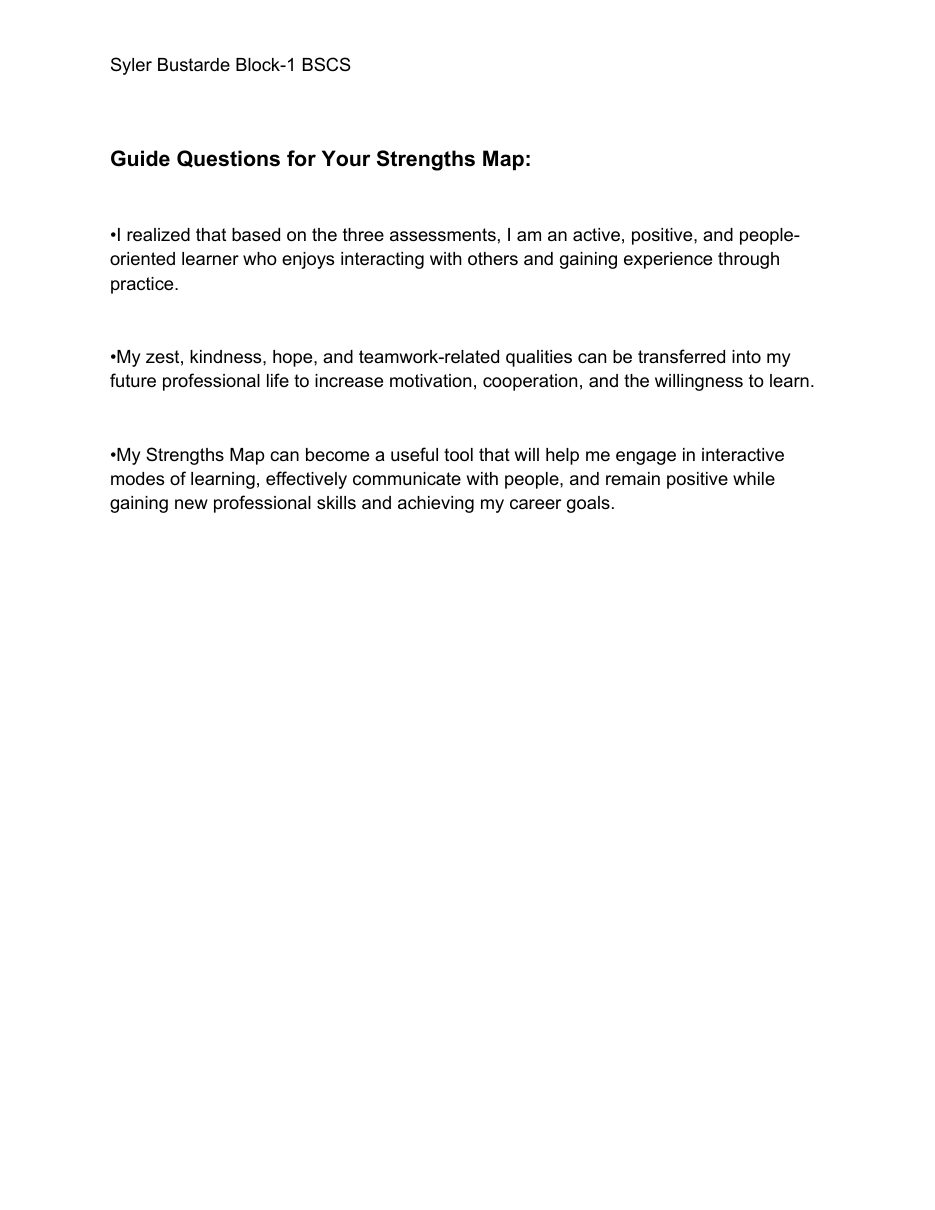 Syler Bustarde Block-1 BSCS
Guide Questions for Your Strengths Map:
•I realized that based on the three assessments, I am an active, positive, and people-
oriented learner who enjoys interacting with others and gaining experience through
practice.
•My zest, kindness, hope, and teamwork-related qualities can be transferred into my
future professional life to increase motivation, cooperation, and the willingness to learn.
•My Strengths Map can become a useful tool that will help me engage in interactive
modes of learning, effectively communicate with people, and remain positive while
gaining new professional skills and achieving my career goals.